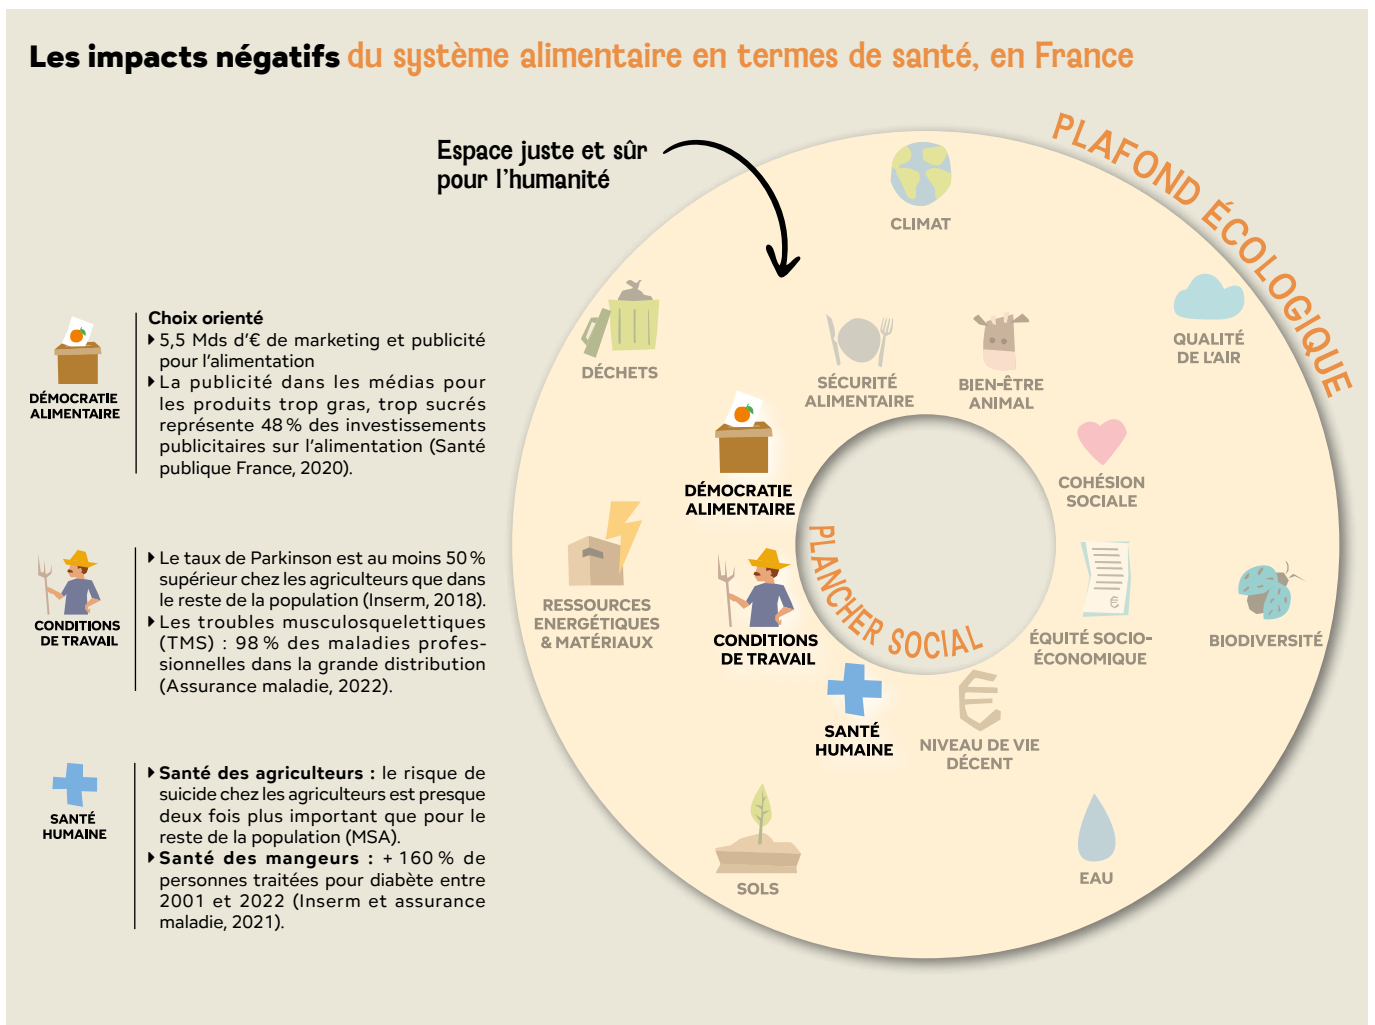 Les impacts négatifs du système alimentaire en termes de santé, en France
Espace juste et sûr
pour l'humanité
PLAFOND ÉCOLOGIQUE
CLIMAT
QUALITÉ
DE L'AIR
DÉCHETS
SÉCURITÉ
ALIMENTAIRE
BIEN-ÊTRE
ANIMAL
COHÉSION
SOCIALE
DÉMOCRATIE
ALIMENTAIRE
PLANCHER SOCIAL
RESSOURCES
ENERGÉTIQUES
& MATÉRIAUX
CONDITIONS
DE TRAVAIL
€
ÉQUITÉ SOCIO-
ÉCONOMIQUE
BIODIVERSITÉ
SANTÉ
HUMAINE
NIVEAU DE VIE
DÉCENT
SOLS
EAU
DÉMOCRATIE
ALIMENTAIRE
Choix orienté
5,5 Mds d'€ de marketing et publicité
pour l'alimentation
La publicité dans les médias pour
les produits trop gras, trop sucrés
représente 48 % des investissements
publicitaires sur l'alimentation (Santé
publique France, 2020).
CONDITIONS
DE TRAVAIL
Le taux de Parkinson est au moins 50 %
supérieur chez les agriculteurs que dans
le reste de la population (Inserm, 2018).
Les troubles musculosquelettiques
(TMS) : 98 % des maladies profes-
sionnelles dans la grande distribution
(Assurance maladie, 2022).
SANTÉ
HUMAINE
Santé des agriculteurs : le risque de
suicide chez les agriculteurs est presque
deux fois plus important que pour le
reste de la population (MSA).
Santé des mangeurs : + 160 % de
personnes traitées pour diabète entre
2001 et 2022 (Inserm et assurance
maladie, 2021).